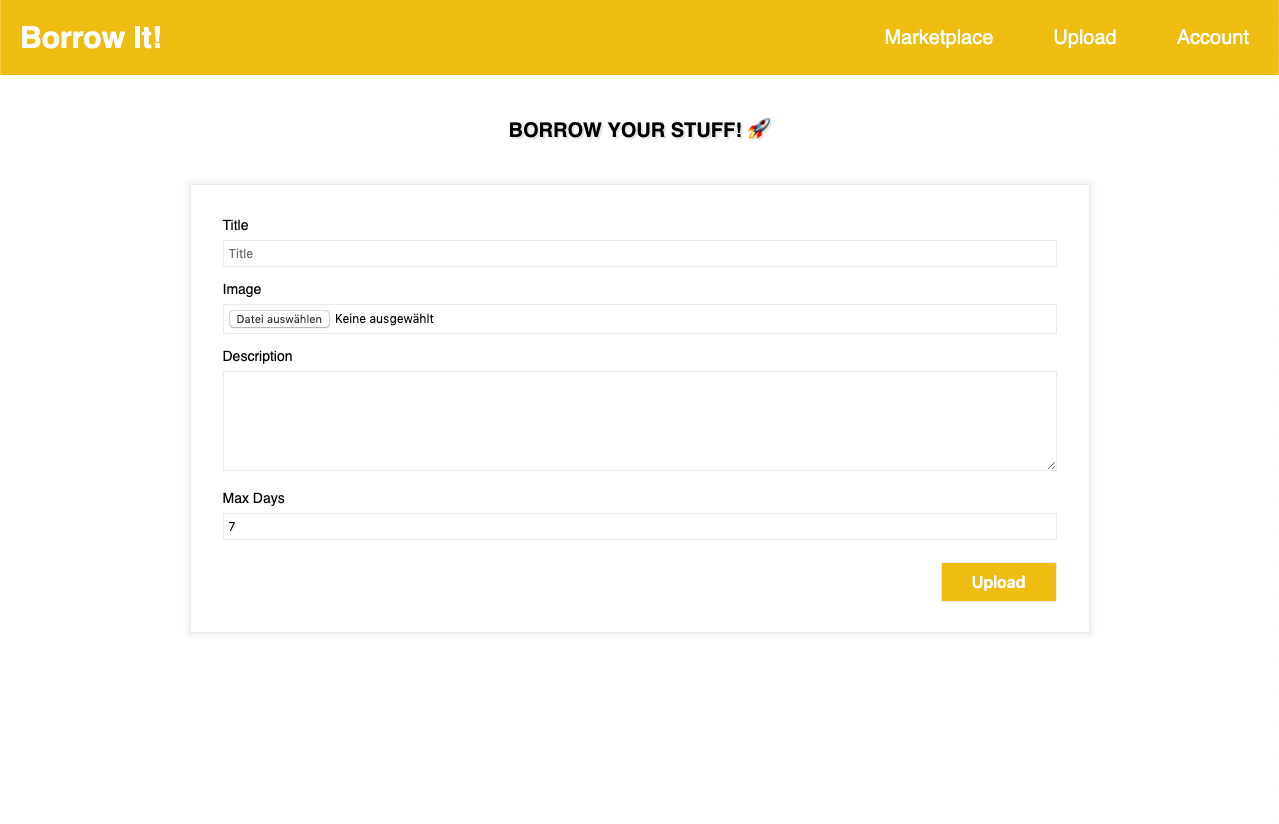 Borrow It!
Marketplace
Upload
Account
BORROW YOUR STUFF! 🚀
Title
Title
Image
Datei auswählen Keine ausgewählt
Description
Max Days
7
Upload